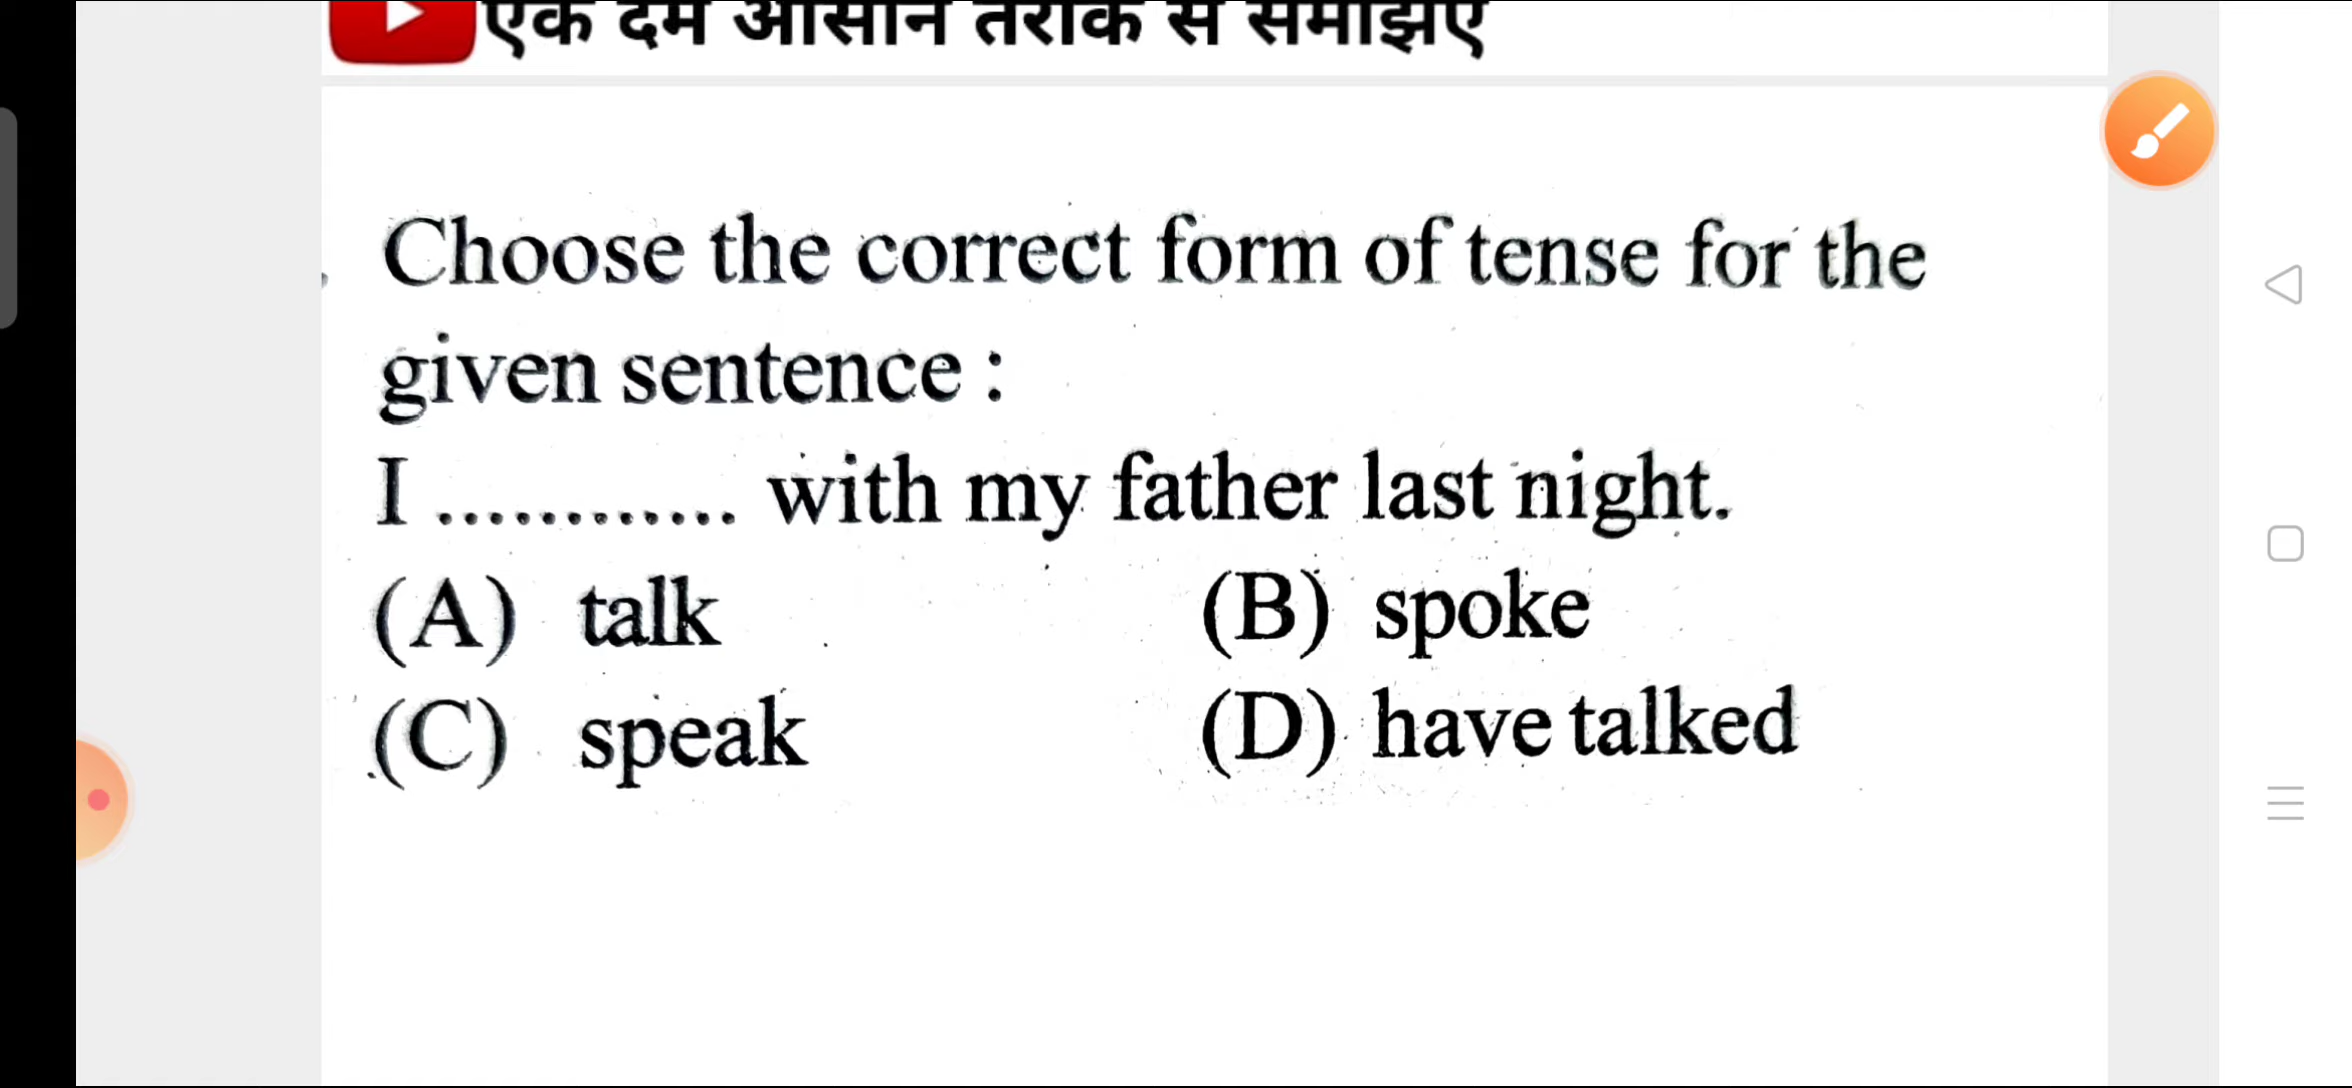 एक दम आसान तरीके से समझिए
Choose the correct form of tense for the
given sentence :
I ............ with my father last night.
(A) talk (B) spoke
(C) speak (D) have talked